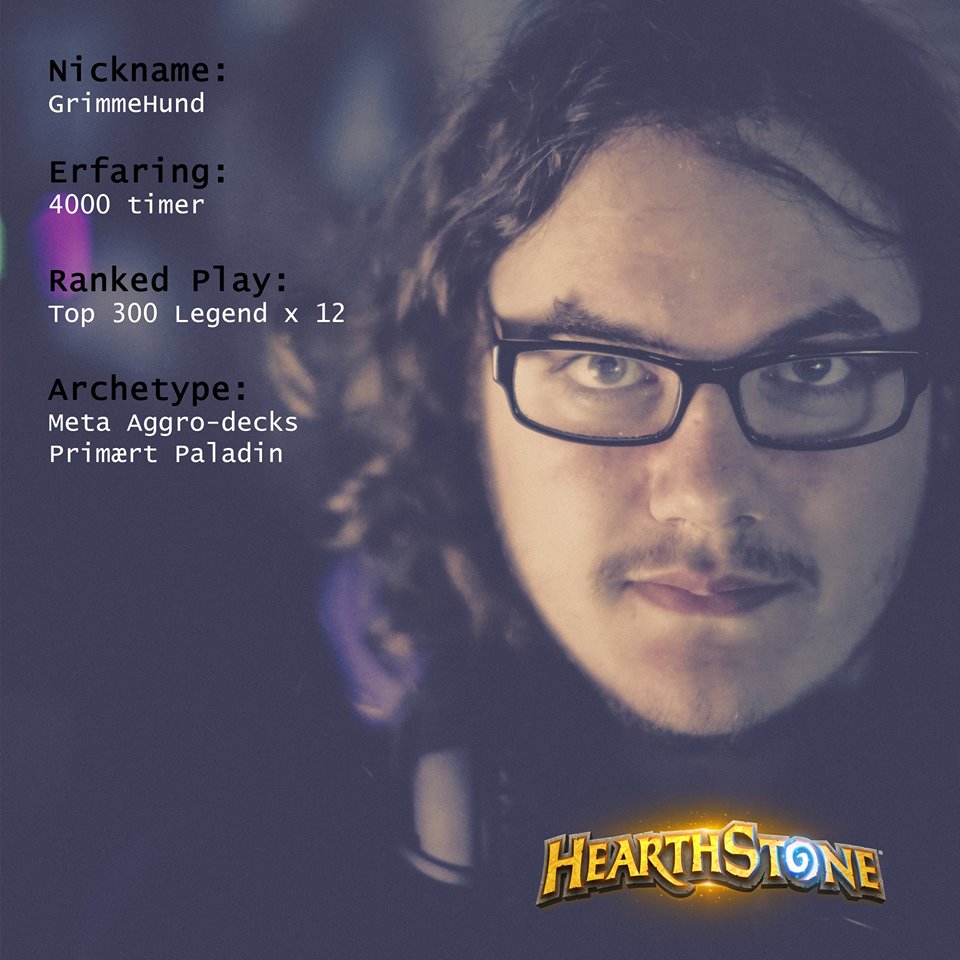 Nickname:
GrimmeHund
Erfaring:
4000 timer
Ranked Play:
Top 300 Legend x 12
Archetype:
Meta Aggro-decks
Primært Paladin
HEARTHSTONE